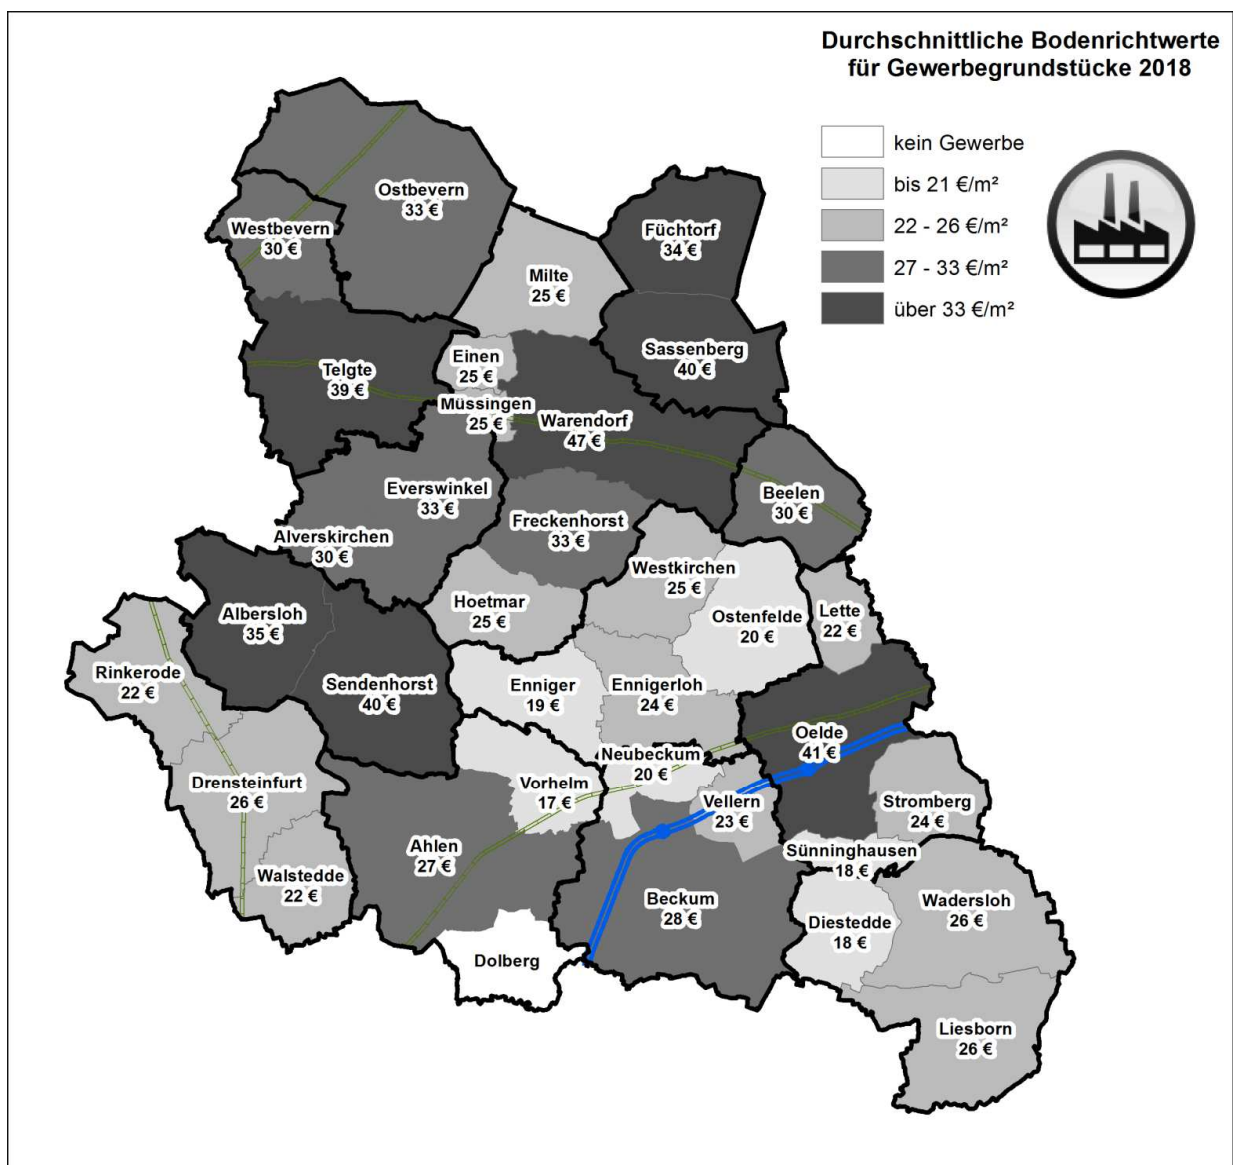 Durchschnittliche Bodenrichtwerte
für Gewerbegrundstücke 2018
kein Gewerbe
bis 21 €/m²
22 - 26 €/m²
27 - 33 €/m²
über 33 €/m²
Ostbevern
33 €
Westbevern
30 €
Füchtorf
34 €
Milte
25 €
Sassenberg
40 €
Einen
25 €
Telgte
39 €
Müssingen
25 €
Warendorf
47 €
Everswinkel
33 €
Beelen
30 €
Freckenhorst
33 €
Alverskirchen
30 €
Westkirchen
25 €
Hoetmar
25 €
Ostenfelde
20 €
Lette
22 €
Albersloh
35 €
Rinkerode
22 €
Sendenhorst
40 €
Enniger
19 €
Ennigerloh
24 €
Oelde
41 €
Neubeckum
20 €
Drensteinfurt
26 €
Vorhelm
17 €
Vellern
23 €
Stromberg
24 €
Ahlen
27 €
Sünninghausen
18 €
Walstedde
22 €
Beckum
28 €
Wadersloh
26 €
Diestedde
18 €
Dolberg
Liesborn
26 €